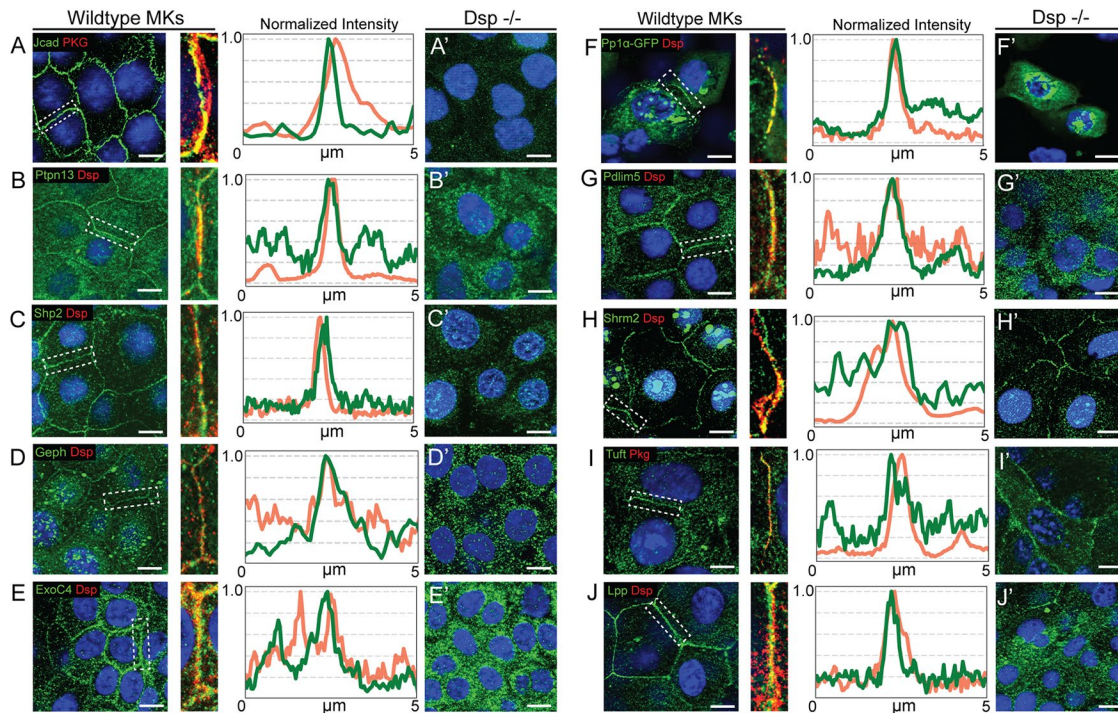 Wildtype MKs
Normalized Intensity
Dsp -/-
A
Jcad PKG
1.0
0
µm
5
A'
B
Ptpn13 Dsp
1.0
0
µm
5
B'
C
Shp2 Dsp
1.0
0
µm
5
C'
D
Geph Dsp
1.0
0
µm
5
D'
E
ExoC4 Dsp
1.0
0
µm
5
E'
Wildtype MKs
Normalized Intensity
Dsp -/-
F
Pp1α-GFP Dsp
1.0
0
µm
5
F'
G
Pdlim5 Dsp
1.0
0
µm
5
G'
H
Shrm2 Dsp
1.0
0
µm
5
H'
I
Tuft Pkg
1.0
0
µm
5
I'
J
Lpp Dsp
1.0
0
µm
5
J'